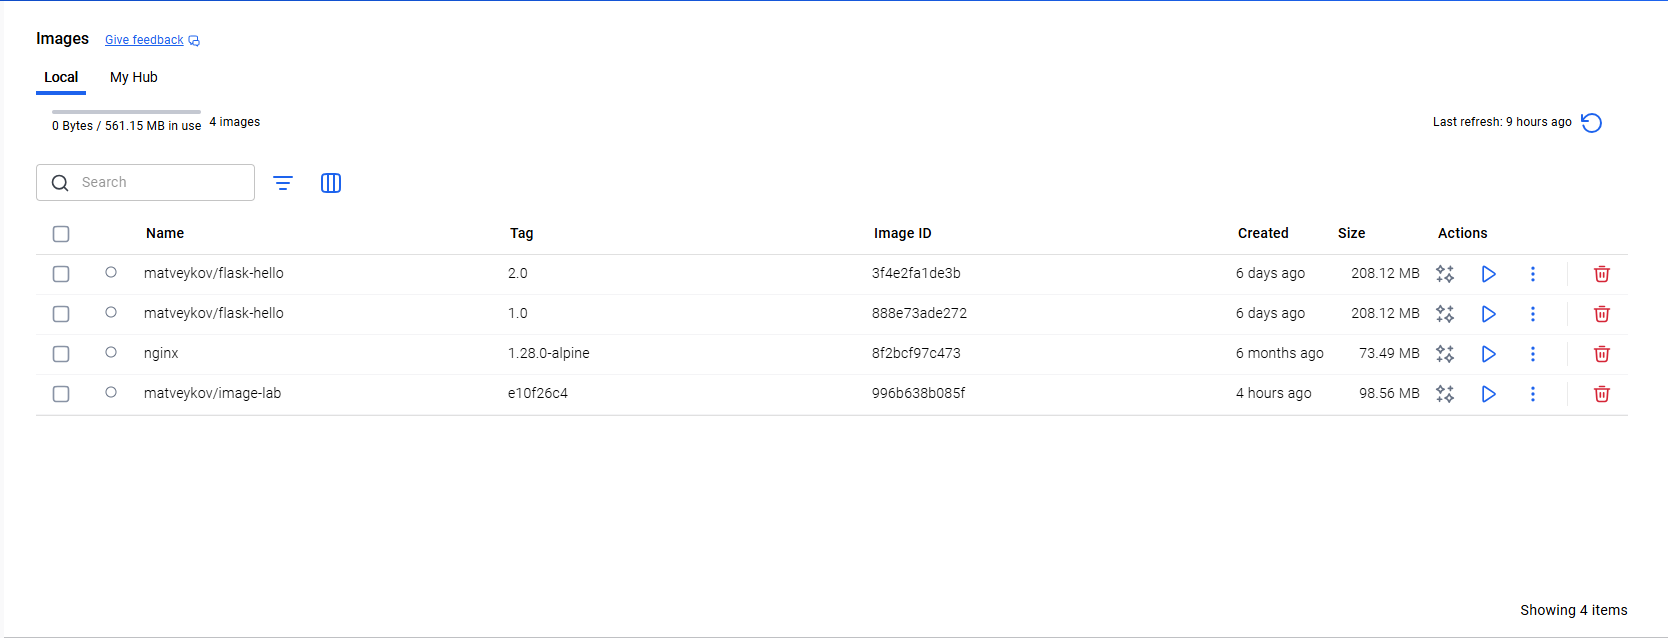 Images Give feedback
Local My Hub
0 Bytes / 561.15 MB in use 4 images Last refresh: 9 hours ago
Search
Name Tag Image ID Created Size Actions
matveykov/flask-hello 2.0 3f4e2fa1de3b 6 days ago 208.12 MB
matveykov/flask-hello 1.0 888e73ade272 6 days ago 208.12 MB
nginx 1.28.0-alpine 8f2bcf97c473 6 months ago 73.49 MB
matveykov/image-lab e10f26c4 996b638b085f 4 hours ago 98.56 MB
Showing 4 items